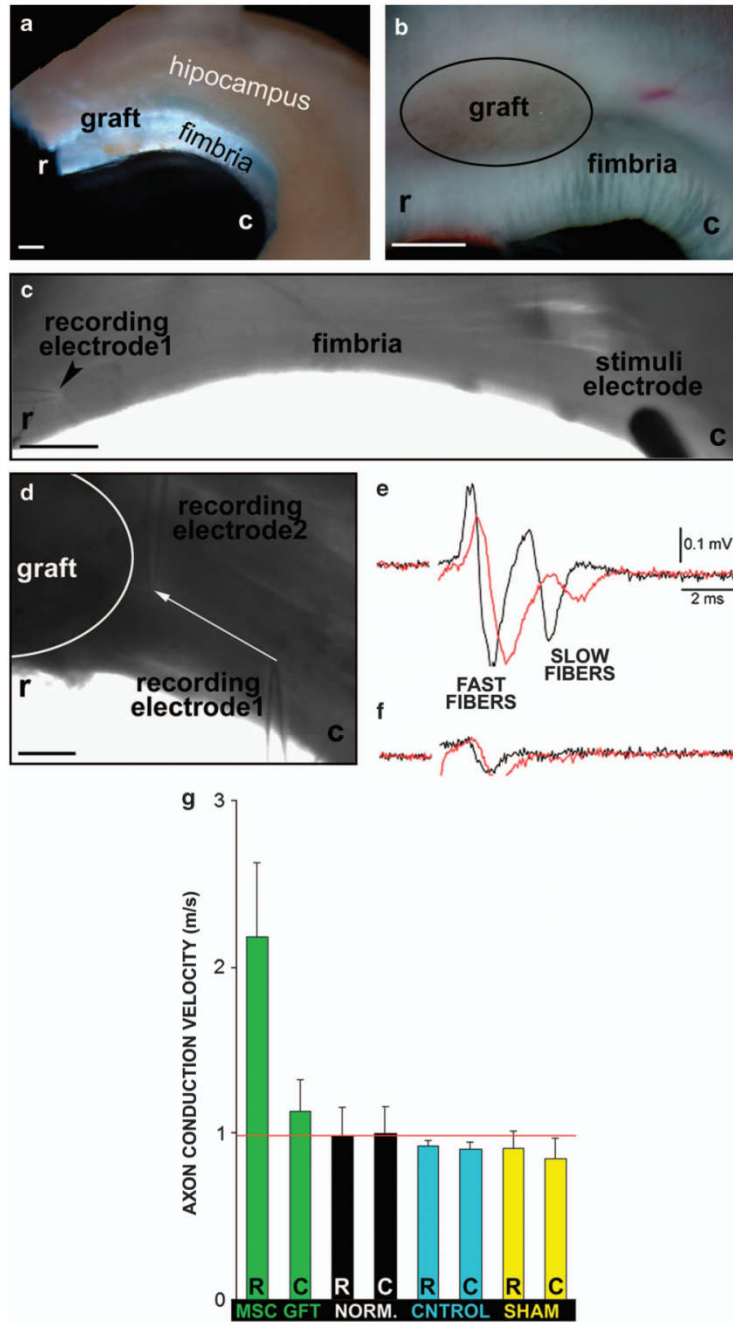 a
hipocampus
graft
fimbria
r
c
b
graft
fimbria
r
c
c
recording
electrode1
fimbria
stimuli
electrode
r
c
d
recording
electrode2
graft
r
recording
electrode1
c
e
0.1 mV
2 ms
FAST
FIBERS
SLOW
FIBERS
f
g
AXON CONDUCTION VELOCITY (m/s)
3
2
1
0
R C R C R C R C
MSC GFT NORM. CNTROL SHAM